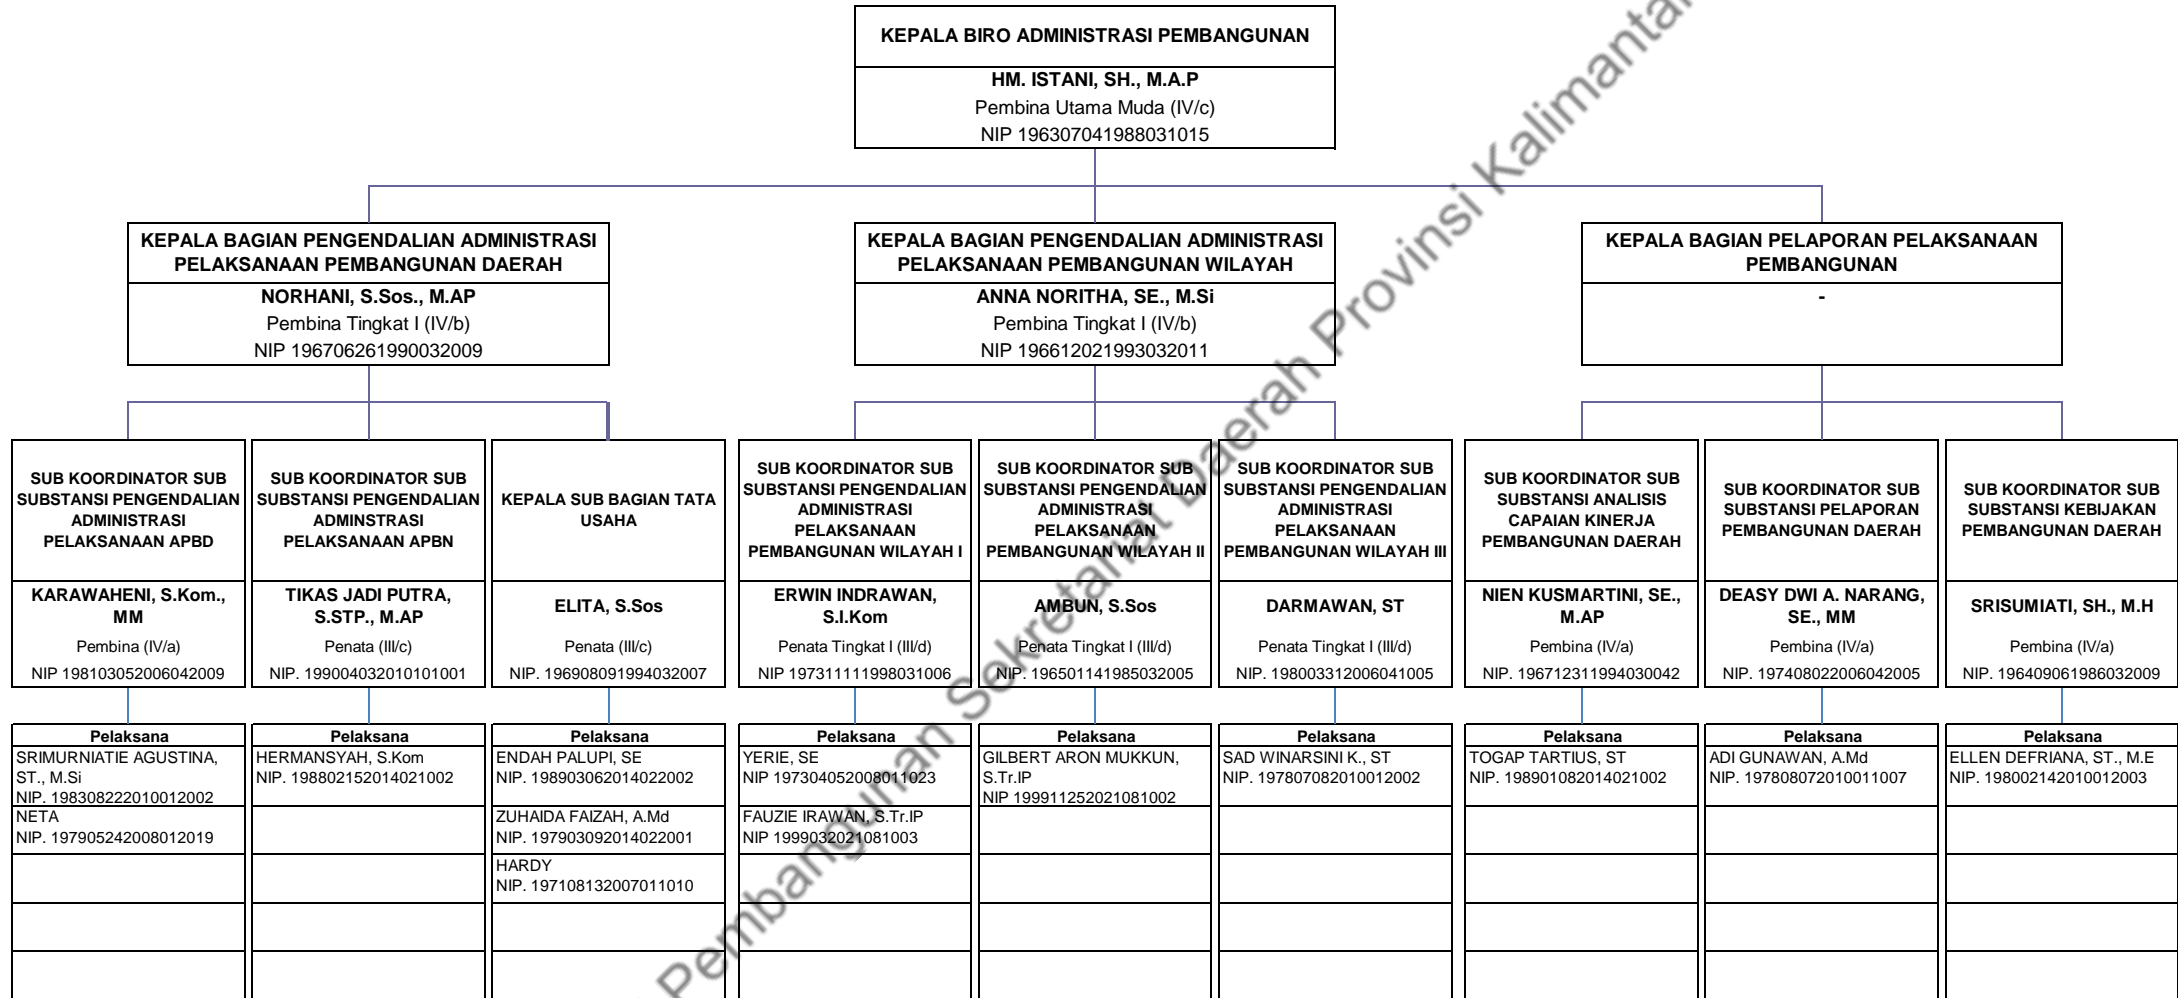 KEPALA BIRO ADMINISTRASI PEMBANGUNAN
HM. ISTANI, SH., M.A.P
Pembina Utama Muda (IV/c)
NIP 196307041988031015
KEPALA BAGIAN PENGENDALIAN ADMINISTRASI
PELAKSANAAN PEMBANGUNAN DAERAH
NORHANI, S.Sos., M.AP
Pembina Tingkat I (IV/b)
NIP 196706261990032009
KEPALA BAGIAN PENGENDALIAN ADMINISTRASI
PELAKSANAAN PEMBANGUNAN WILAYAH
ANNA NORITHA, SE., M.Si
Pembina Tingkat I (IV/b)
NIP 196612021993032011
KEPALA BAGIAN PELAPORAN PELAKSANAAN
PEMBANGUNAN
-
SUB KOORDINATOR SUB
SUBSTANSI PENGENDALIAN
ADMINISTRASI
PELAKSANAAN APBD
KARAWAHENI, S.Kom.,
MM
Pembina (IV/a)
NIP 198103052006042009
Pelaksana
SRIMURNIATIE AGUSTINA,
ST., M.Si
NIP. 198308222010012002
NETA
NIP. 197905242008012019
SUB KOORDINATOR SUB
SUBSTANSI PENGENDALIAN
ADMINSTRASI
PELAKSANAAN APBN
TIKAS JADI PUTRA,
S.STP., M.AP
Penata (III/c)
NIP. 199004032010101001
Pelaksana
HERMANSYAH, S.Kom
NIP. 198802152014021002
KEPALA SUB BAGIAN TATA
USAHA
ELITA, S.Sos
Penata (III/c)
NIP. 196908091994032007
Pelaksana
ENDAH PALUPI, SE
NIP. 198903062014022002
ZUHAIDA FAIZAH, A.Md
NIP. 197903092014022001
HARDY
NIP. 197108132007011010
SUB KOORDINATOR SUB
SUBSTANSI PENGENDALIAN
ADMINISTRASI
PELAKSANAAN
PEMBANGUNAN WILAYAH I
ERWIN INDRAWAN,
S.I.Kom
Penata Tingkat I (III/d)
NIP 197311111998031006
Pelaksana
YERIE, SE
NIP 197304052008011023
FAUZIE IRAWAN, S.Tr.IP
NIP 1999032021081003
SUB KOORDINATOR SUB
SUBSTANSI PENGENDALIAN
ADMINISTRASI
PELAKSANAAN
PEMBANGUNAN WILAYAH II
AMBUN, S.Sos
Penata Tingkat I (III/d)
NIP. 196501141985032005
Pelaksana
GILBERT ARON MUKKUN,
S.Tr.IP
NIP 199911252021081002
SUB KOORDINATOR SUB
SUBSTANSI PENGENDALIAN
ADMINISTRASI
PELAKSANAAN
PEMBANGUNAN WILAYAH III
DARMAWAN, ST
Penata Tingkat I (III/d)
NIP. 198003312006041005
Pelaksana
SAD WINARSINI K., ST
NIP. 197807082010012002
SUB KOORDINATOR SUB
SUBSTANSI ANALISIS
CAPAIAN KINERJA
PEMBANGUNAN DAERAH
NIEN KUSMARTINI, SE.,
M.AP
Pembina (IV/a)
NIP. 196712311994030042
Pelaksana
TOGAP TARTIUS, ST
NIP. 198901082014021002
SUB KOORDINATOR SUB
SUBSTANSI PELAPORAN
PEMBANGUNAN DAERAH
DEASY DWI A. NARANG,
SE., MM
Pembina (IV/a)
NIP. 197408022006042005
Pelaksana
ADI GUNAWAN, A.Md
NIP. 197808072010011007
SUB KOORDINATOR SUB
SUBSTANSI KEBIJAKAN
PEMBANGUNAN DAERAH
SRISUMIATI, SH., M.H
Pembina (IV/a)
NIP. 196409061986032009
Pelaksana
ELLEN DEFRIANA, ST., M.E
NIP. 198002142010012003
Pembangunan Sekretariat Daerah Provinsi Kalimanta